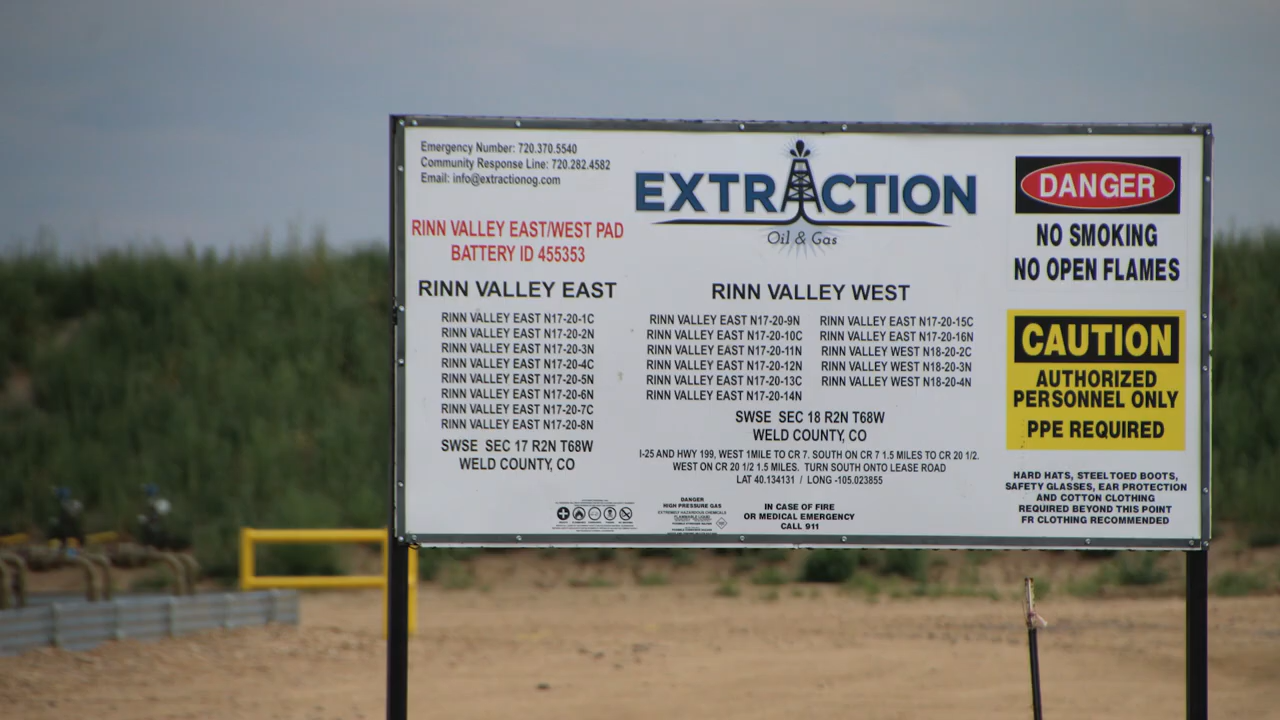 Emergency Number: 720.370.5540
Community Response Line: 720.282.4582
Email: info@extractionog.com
EXTRACTION
Oil & Gas
RINN VALLEY EAST/WEST PAD
BATTERY ID 455353
RINN VALLEY EAST
RINN VALLEY EAST N17-20-1C
RINN VALLEY EAST N17-20-2N
RINN VALLEY EAST N17-20-3N
RINN VALLEY EAST N17-20-4C
RINN VALLEY EAST N17-20-5N
RINN VALLEY EAST N17-20-6N
RINN VALLEY EAST N17-20-7C
RINN VALLEY EAST N17-20-8N
SWSE SEC 17 R2N T68W
WELD COUNTY, CO
RINN VALLEY WEST
RINN VALLEY EAST N17-20-9N
RINN VALLEY EAST N17-20-10C
RINN VALLEY EAST N17-20-11N
RINN VALLEY EAST N17-20-12N
RINN VALLEY EAST N17-20-13C
RINN VALLEY EAST N17-20-14N
RINN VALLEY EAST N17-20-15C
RINN VALLEY EAST N17-20-16N
RINN VALLEY WEST N18-20-2C
RINN VALLEY WEST N18-20-3N
RINN VALLEY WEST N18-20-4N
SWSE SEC 18 R2N T68W
WELD COUNTY, CO
I-25 AND HWY 199, WEST 1MILE TO CR 7. SOUTH ON CR 7 1.5 MILES TO CR 20 1/2.
WEST ON CR 20 1/2 1.5 MILES. TURN SOUTH ONTO LEASE ROAD
LAT 40.134131 / LONG -105.023855
DANGER
HIGH PRESSURE GAS
EXTREMELY HAZARDOUS CHEMICALS
IN CASE OF FIRE
OR MEDICAL EMERGENCY
CALL 911
DANGER
NO SMOKING
NO OPEN FLAMES
CAUTION
AUTHORIZED
PERSONNEL ONLY
PPE REQUIRED
HARD HATS, STEEL TOED BOOTS,
SAFETY GLASSES, EAR PROTECTION
AND COTTON CLOTHING
REQUIRED BEYOND THIS POINT
FR CLOTHING RECOMMENDED